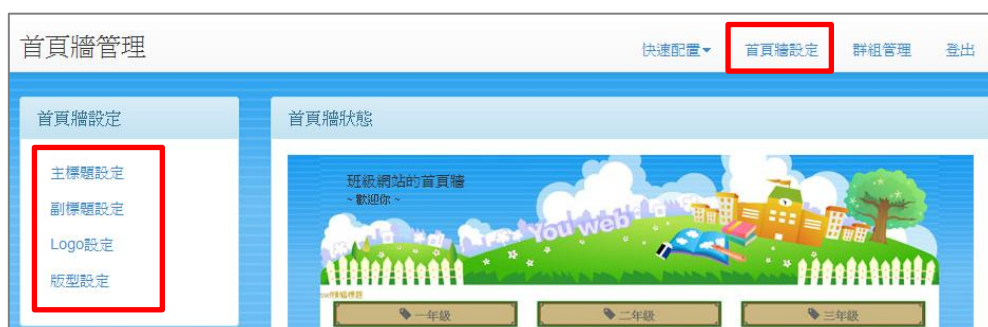 首頁牆管理
快速配置 首頁牆設定 群組管理 登出
首頁牆設定
首頁牆狀態
主標題設定
副標題設定
Logo設定
版型設定
班級網站的首頁牆
~ 歡迎你 ~
You Web
一年級 二年級 三年級